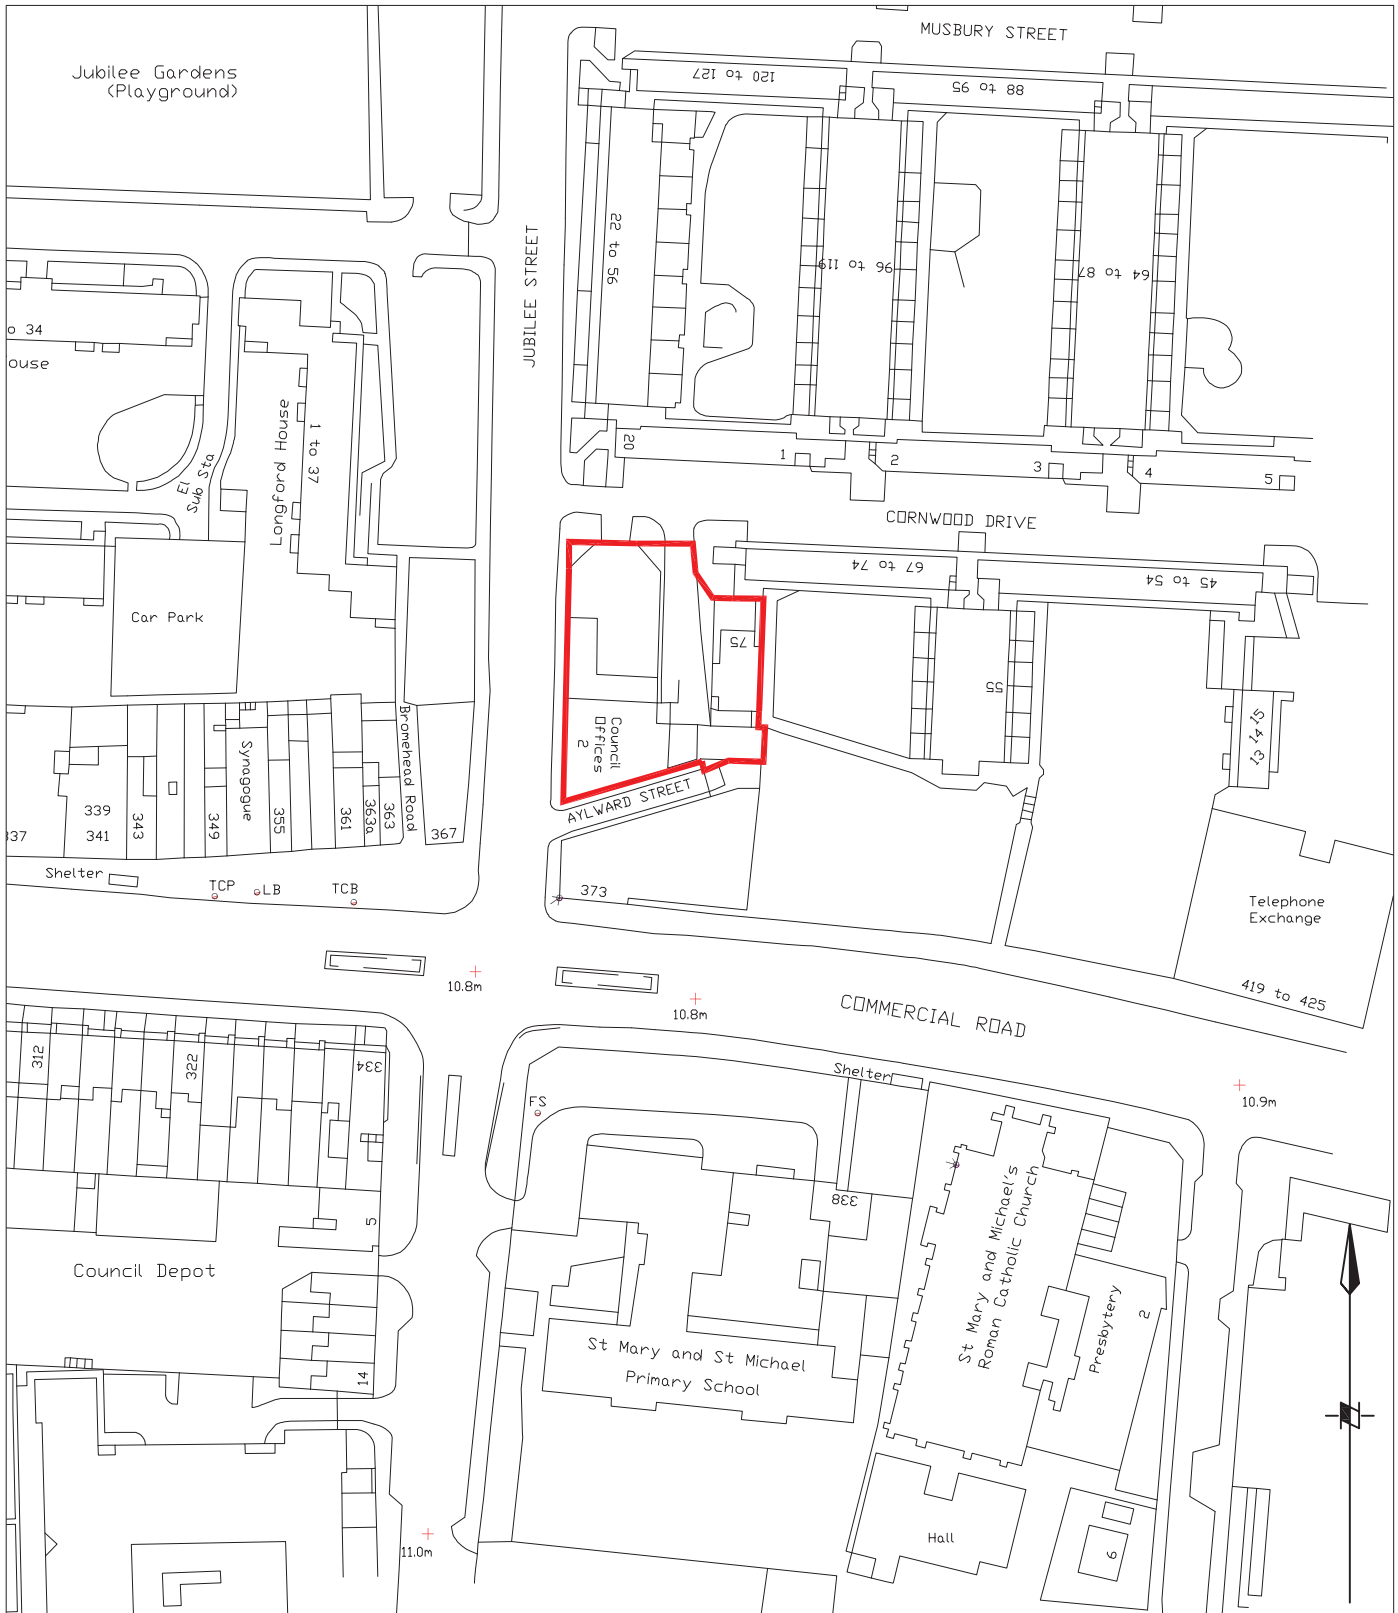 MUSBURY STREET
Jubilee Gardens
(Playground)
120 to 127
88 to 95
22 to 56
JUBILEE STREET
96 to 119
64 to 87
o 34
ouse
Longford House
1 to 37
El
Sub Sta
20
1
2
3
4
5
CORNWOOD DRIVE
67 to 74
45 to 54
Car Park
75
55
13 14 15
Council
Offices
2
AYLWARD STREET
Synagogue
Bromehead Road
339
341
337
343
349
355
361
363a
363
367
Shelter
TCP
LB
TCB
373
Telephone
Exchange
419 to 425
10.8m
10.8m
COMMERCIAL ROAD
312
322
334
Shelter
10.9m
FS
338
5
St Mary and Michael's
Roman Catholic Church
Council Depot
Presbytery
2
St Mary and St Michael
Primary School
14
Hall
6
11.0m